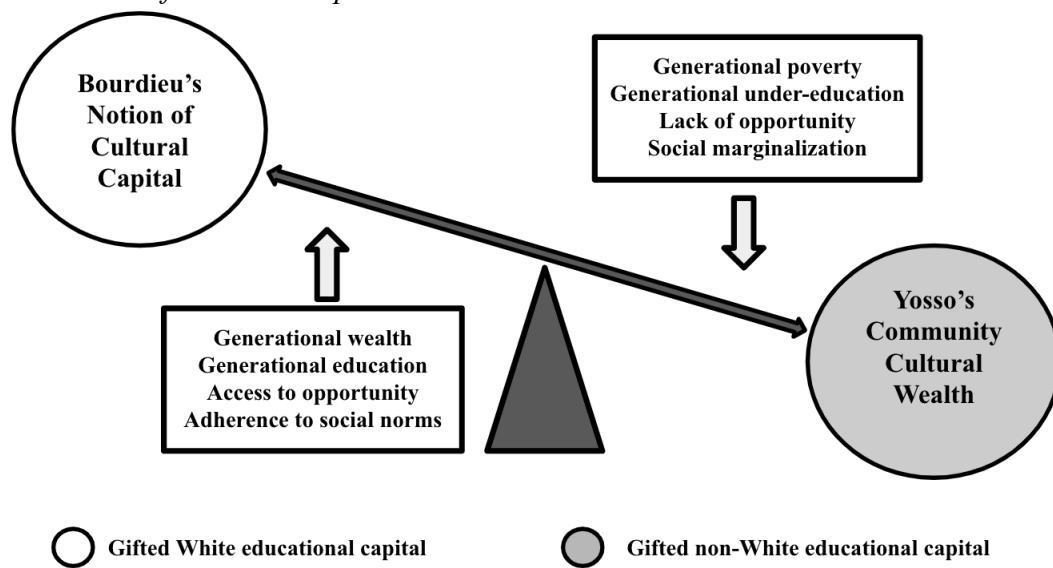 Bourdieu's
Notion of
Cultural
Capital
Generational poverty
Generational under-education
Lack of opportunity
Social marginalization
Generational wealth
Generational education
Access to opportunity
Adherence to social norms
Yosso's
Community
Cultural
Wealth
Gifted White educational capital
Gifted non-White educational capital